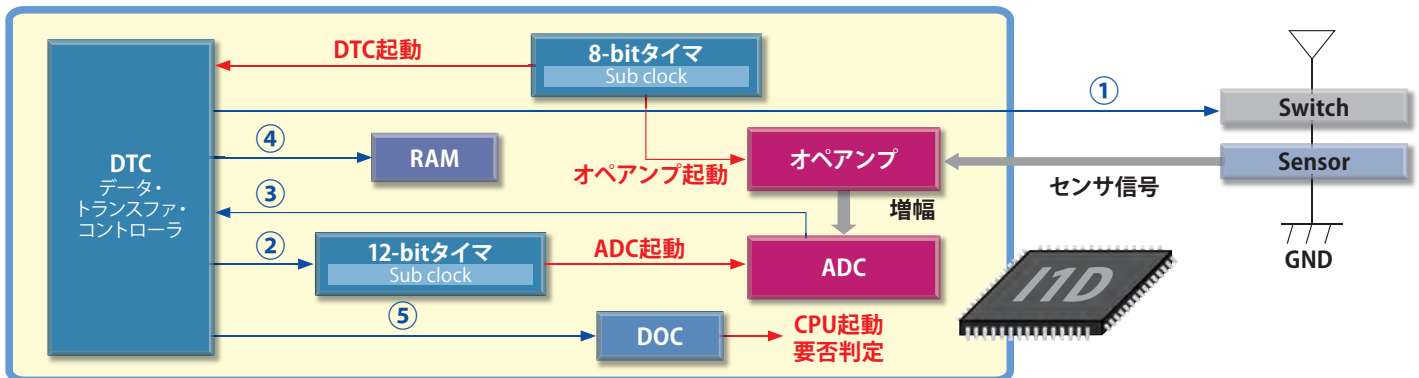 DTC起動
8-bitタイマ
Sub clock
①
Switch
DTC
データ・
トランスファ・
コントローラ
④
RAM
オペアンプ起動
オペアンプ
センサ信号
Sensor
③
増幅
②
12-bitタイマ
Sub clock
ADC起動
ADC
GND
I1D
⑤
DOC
CPU起動
要否判定